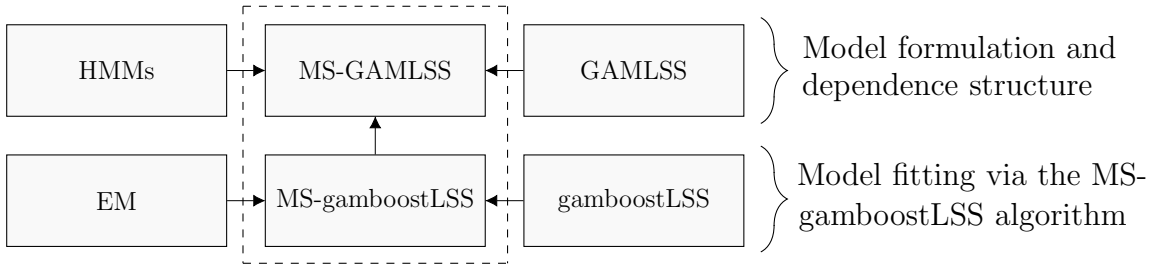 HMMs
MS-GAMLSS
GAMLSS
Model formulation and
dependence structure
EM
MS-gamboostLSS
gamboostLSS
Model fitting via the MS-
gamboostLSS algorithm